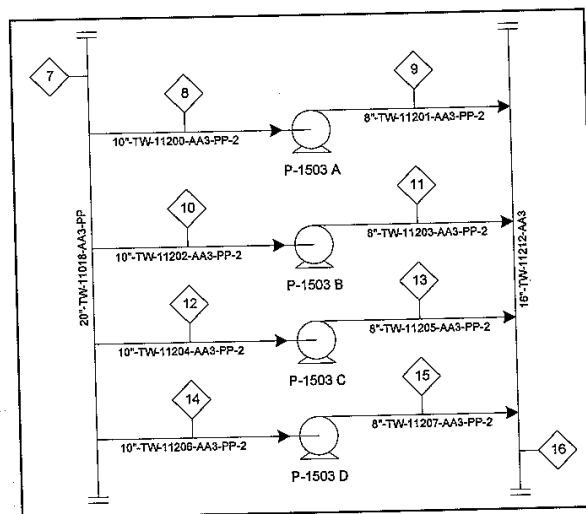 7
8
9
10"-TW-11200-AA3-PP-2
8"-TW-11201-AA3-PP-2
P-1503 A
10
11
10"-TW-11202-AA3-PP-2
8"-TW-11203-AA3-PP-2
P-1503 B
20"-TW-11018-AA3-PP
16"-TW-11212-AA3
12
13
10"-TW-11204-AA3-PP-2
8"-TW-11205-AA3-PP-2
P-1503 C
14
15
10"-TW-11206-AA3-PP-2
8"-TW-11207-AA3-PP-2
P-1503 D
16